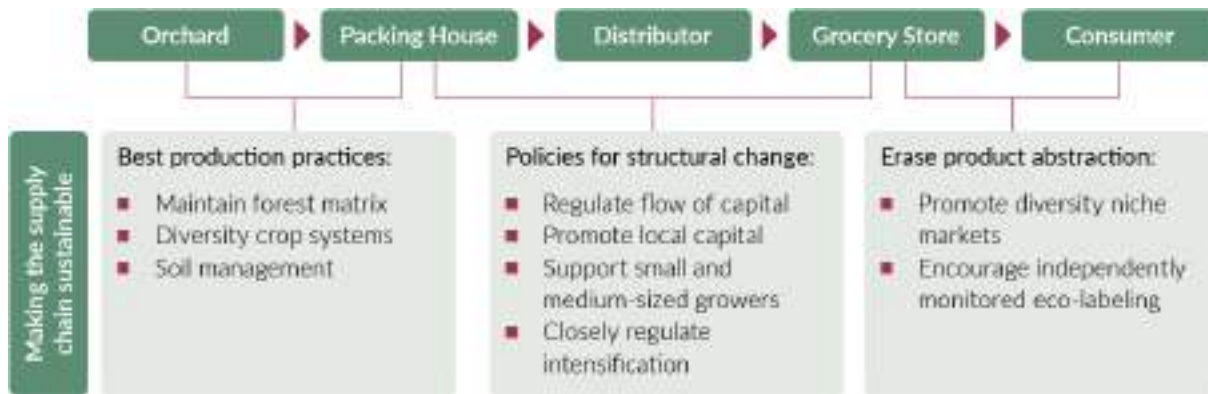 Orchard
Packing House
Distributor
Grocery Store
Consumer
Making the supply
chain sustainable
Best production practices:
Maintain forest matrix
Diversity crop systems
Soil management
Policies for structural change:
Regulate flow of capital
Promote local capital
Support small and
medium-sized growers
Closely regulate
intensification
Erase product abstraction:
Promote diversity niche
markets
Encourage independently
monitored eco-labeling